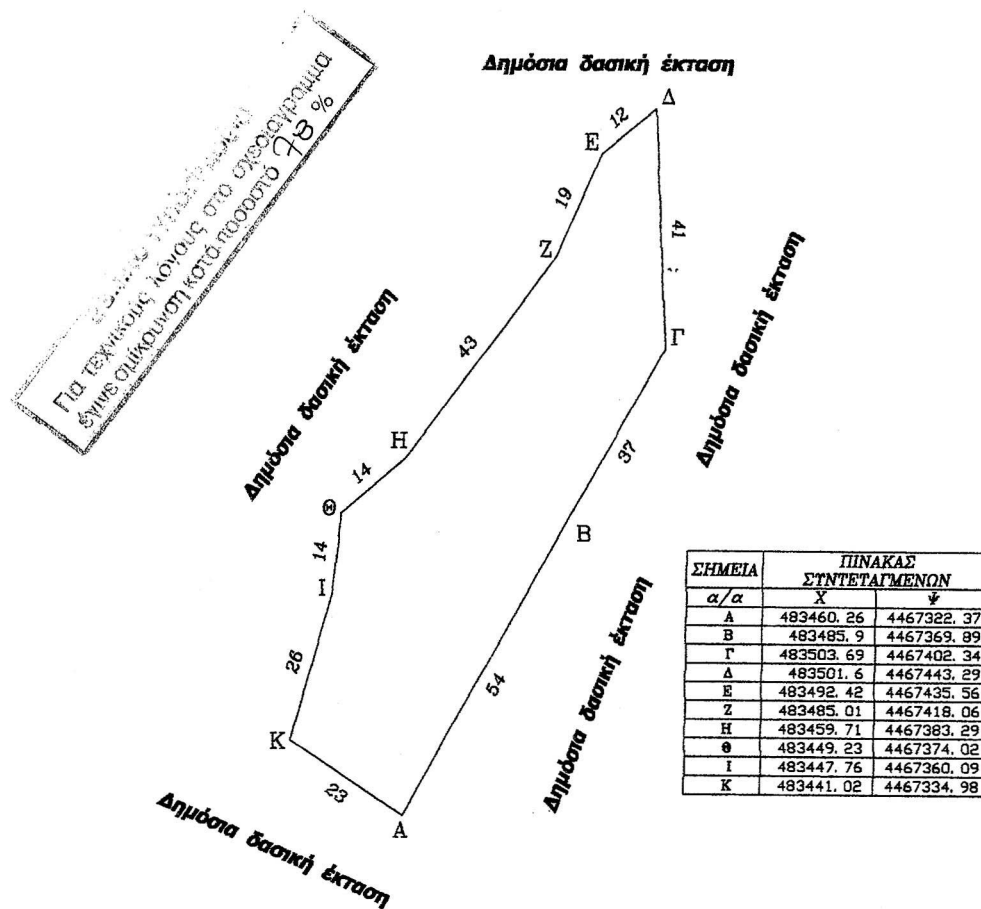 Δημόσια δασική έκταση
Για τεχνικούς λόγους στο σχεδιάγραμμα
έγινε σμίκρυνση κατά ποσοστό 78 %
Δ
12
Ε
19
41
Ζ
Δημόσια δασική έκταση
Γ
43
Δημόσια δασική έκταση
37
Η
14
Θ
Β
14
Ι
26
54
Δημόσια δασική έκταση
Κ
23
Α
Δημόσια δασική έκταση
ΣΗΜΕΙΑ ΠΙΝΑΚΑΣ ΣΥΝΤΕΤΑΓΜΕΝΩΝ
α/α Χ Ψ
Α 483460.26 4467322.37
Β 483485.9 4467369.89
Γ 483503.69 4467402.34
Δ 483501.6 4467443.29
Ε 483492.42 4467435.56
Ζ 483485.01 4467418.06
Η 483459.71 4467383.29
Θ 483449.23 4467374.02
Ι 483447.76 4467360.09
Κ 483441.02 4467334.98